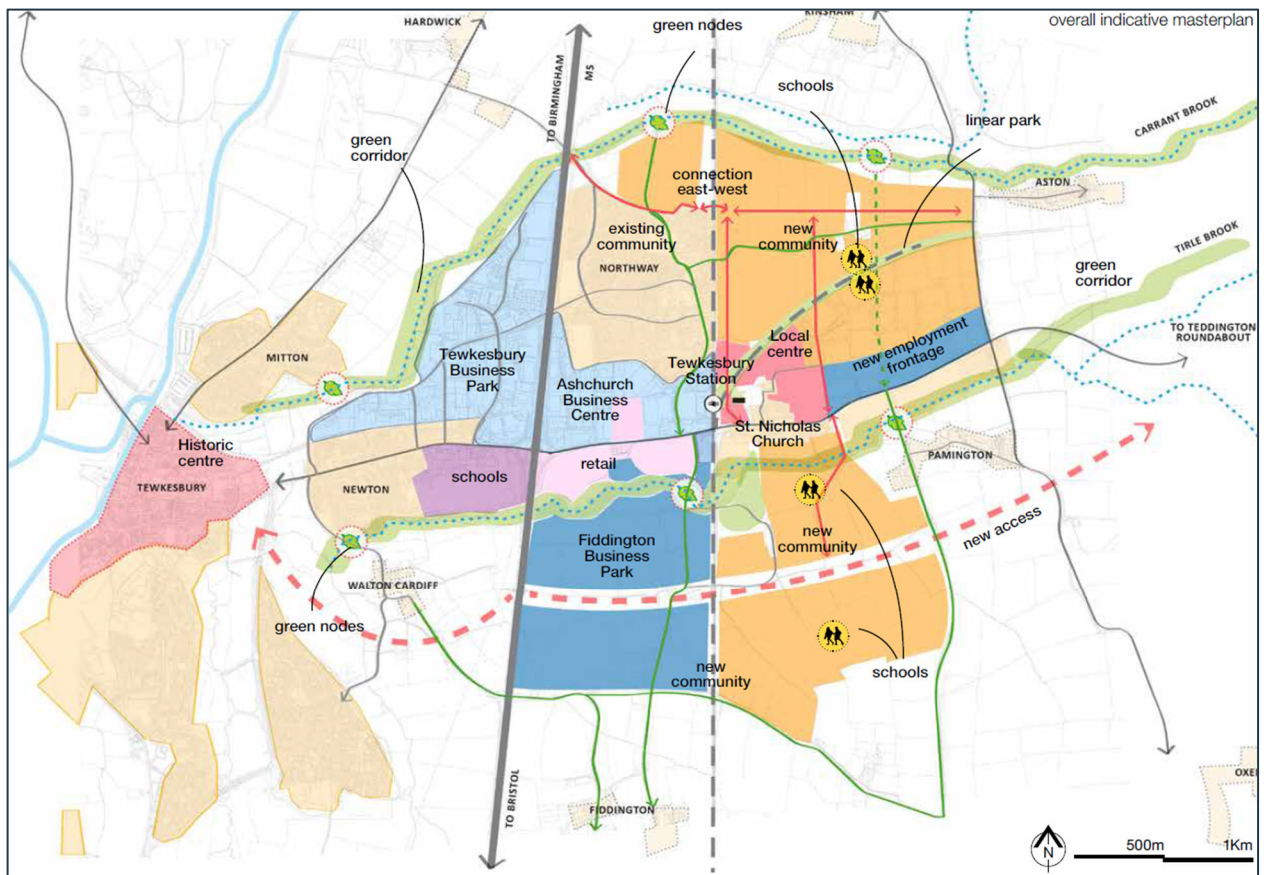 overall indicative masterplan
HARDWICK
KINSHAM
green nodes
TO BIRMINGHAM
M5
schools
linear park
CARRANT BROOK
green
corridor
connection
east-west
ASTON
existing
community
new
community
TIRLE BROOK
NORTHWAY
green
corridor
TO TEDDINGTON
ROUNDABOUT
MITTON
Tewkesbury
Business
Park
Ashchurch
Business
Centre
Tewkesbury
Station
Local
centre
new employment
frontage
Historic
centre
TEWKESBURY
St. Nicholas
Church
PAMINGTON
NEWTON
schools
retail
new
community
new access
Fiddington
Business
Park
WALTON CARDIFF
green nodes
new
community
schools
TO BRISTOL
FIDDINGTON
OXE
N
500m
1Km